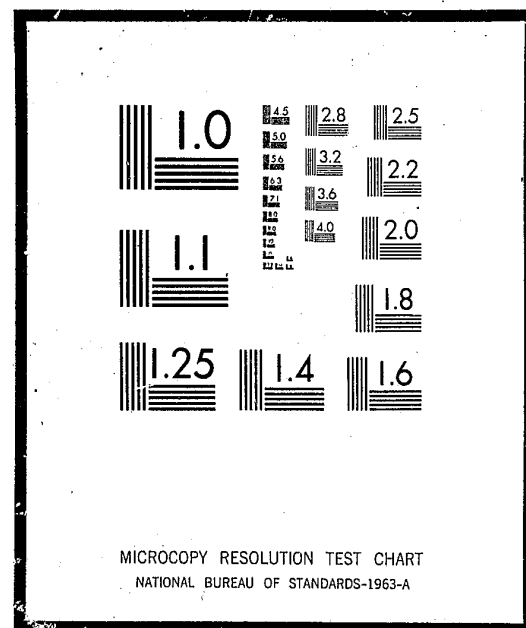 1.0
4.5 2.8 2.5
5.0
5.6 3.2 2.2
6.3
7.1 3.6
8.0 4.0 2.0
1.1
1.8
1.25 1.4 1.6
MICROCOPY RESOLUTION TEST CHART
NATIONAL BUREAU OF STANDARDS-1963-A